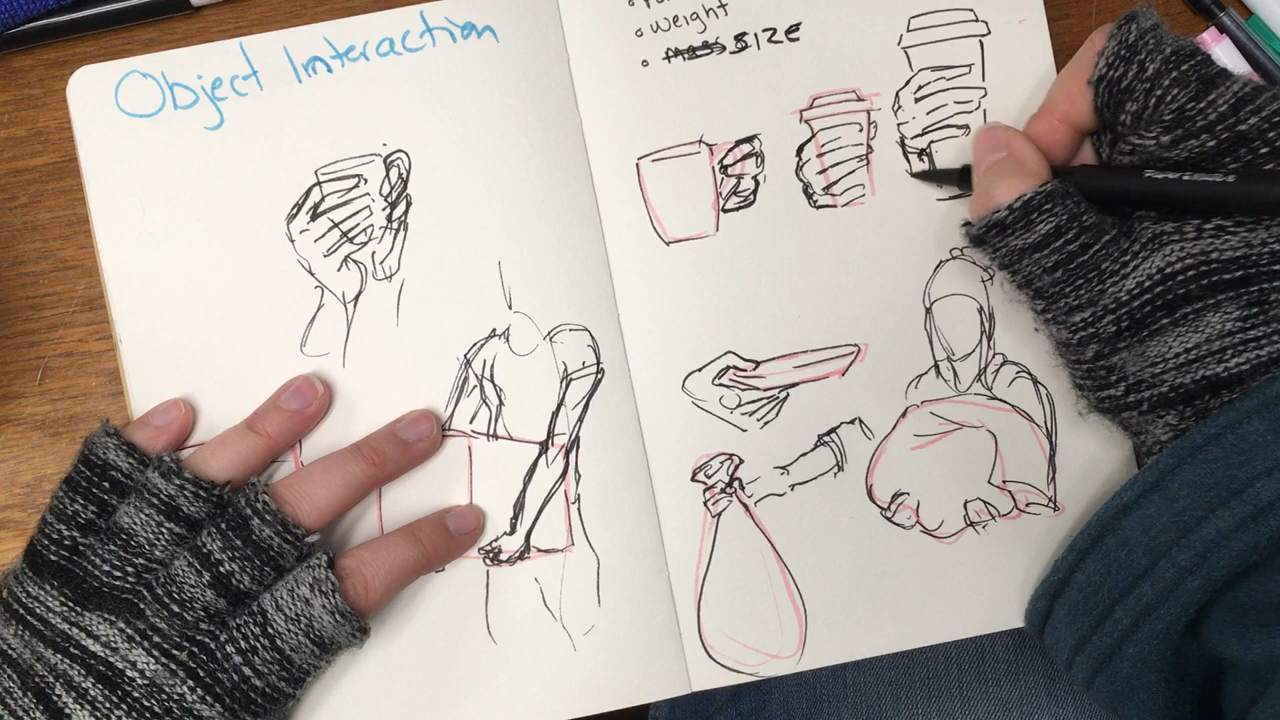 Object Interaction
• weight
• SIZE